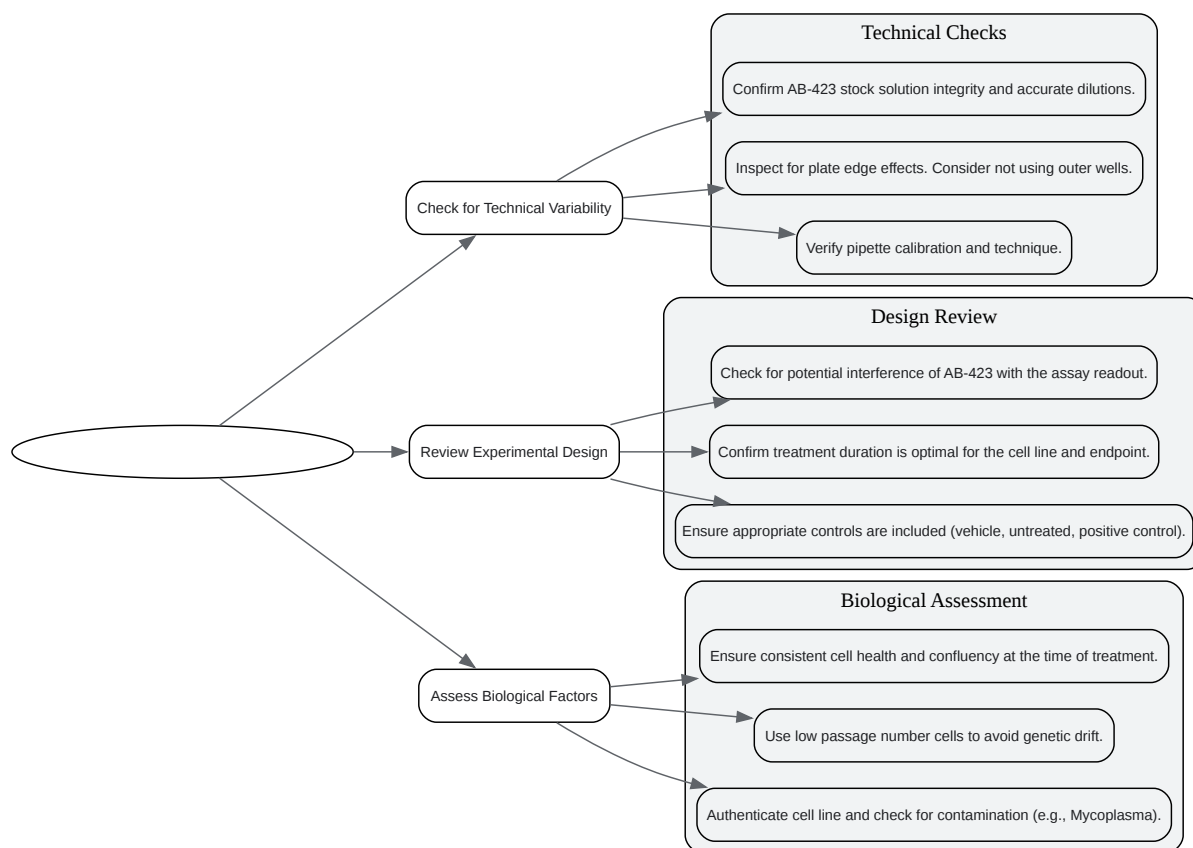 Technical Checks
Confirm AB-423 stock solution integrity and accurate dilutions.
Inspect for plate edge effects. Consider not using outer wells.
Check for Technical Variability
Verify pipette calibration and technique.
Design Review
Check for potential interference of AB-423 with the assay readout.
Review Experimental Design
Confirm treatment duration is optimal for the cell line and endpoint.
Ensure appropriate controls are included (vehicle, untreated, positive control).
Biological Assessment
Ensure consistent cell health and confluency at the time of treatment.
Assess Biological Factors
Use low passage number cells to avoid genetic drift.
Authenticate cell line and check for contamination (e.g., Mycoplasma).